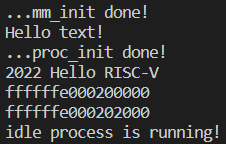 ...mm_init done!
Hello text!
...proc_init done!
2022 Hello RISC-V
ffffffe000200000
ffffffe000202000
idle process is running!